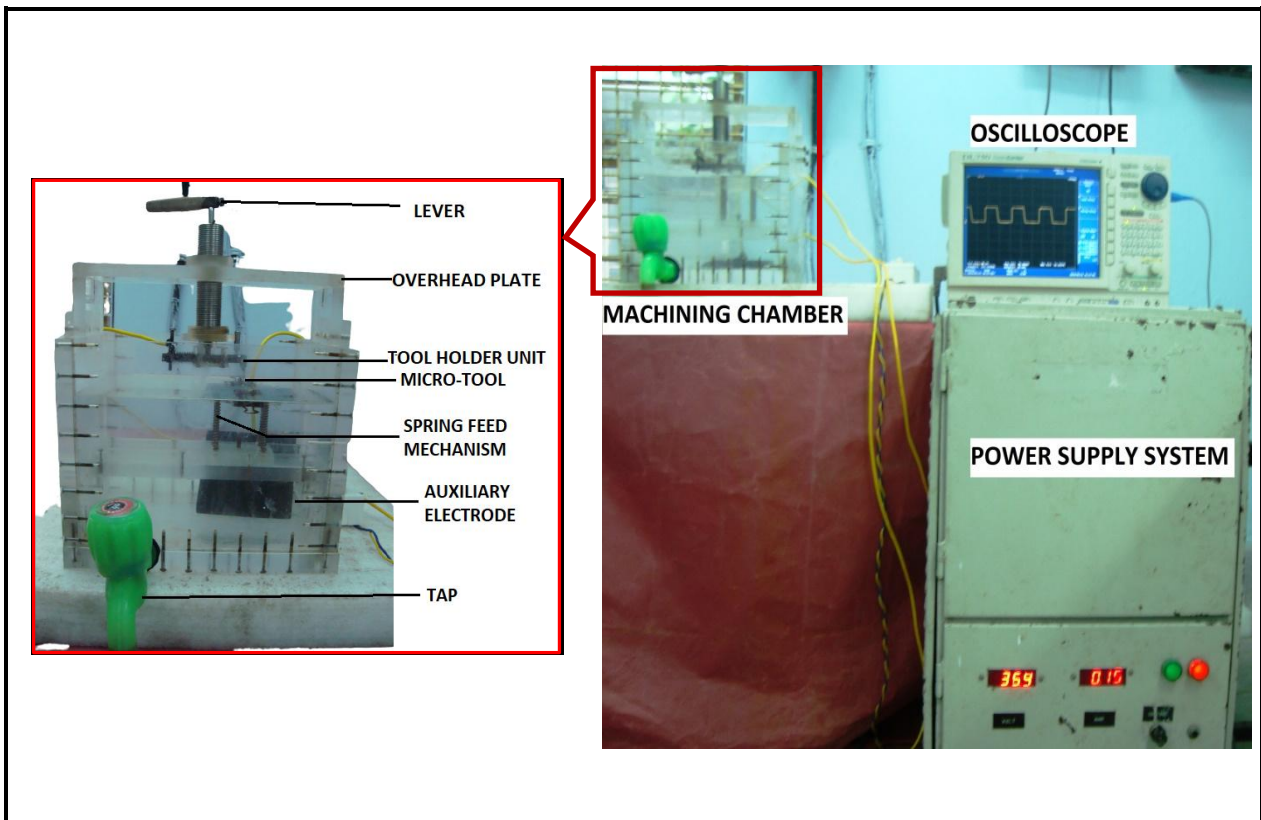 LEVER
OVERHEAD PLATE
TOOL HOLDER UNIT
MICRO-TOOL
SPRING FEED
MECHANISM
AUXILIARY
ELECTRODE
TAP
MACHINING CHAMBER
OSCILLOSCOPE
POWER SUPPLY SYSTEM
369
015